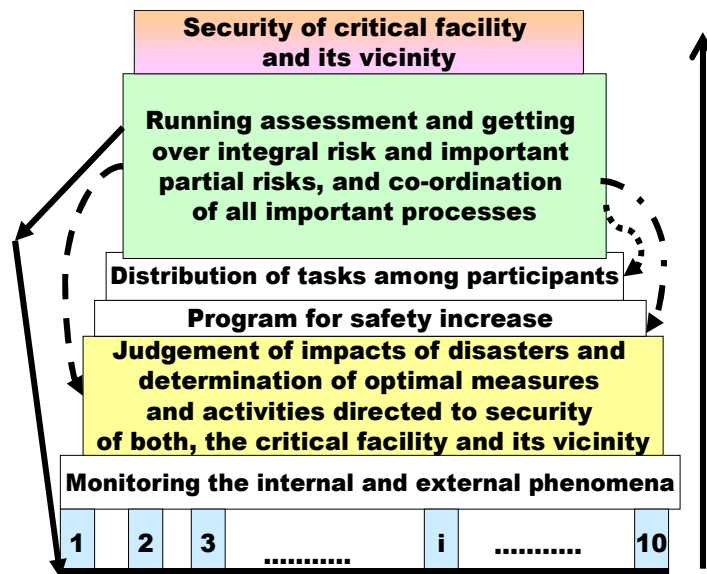 Security of critical facility
and its vicinity
Running assessment and getting
over integral risk and important
partial risks, and co-ordination
of all important processes
Distribution of tasks among participants
Program for safety increase
Judgement of impacts of disasters and
determination of optimal measures
and activities directed to security
of both, the critical facility and its vicinity
Monitoring the internal and external phenomena
1 2 3 ........... i ........... 10